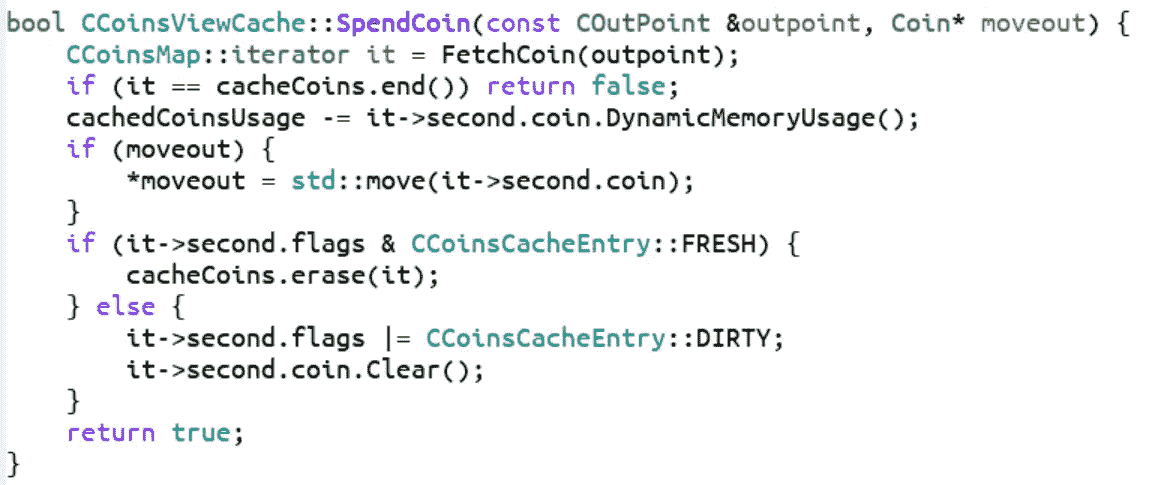 bool CCoinsViewCache::SpendCoin(const COutPoint &outpoint, Coin* moveout) {
    CCoinsMap::iterator it = FetchCoin(outpoint);
    if (it == cacheCoins.end()) return false;
    cachedCoinsUsage -= it->second.coin.DynamicMemoryUsage();
    if (moveout) {
        *moveout = std::move(it->second.coin);
    }
    if (it->second.flags & CCoinsCacheEntry::FRESH) {
        cacheCoins.erase(it);
    } else {
        it->second.flags |= CCoinsCacheEntry::DIRTY;
        it->second.coin.Clear();
    }
    return true;
}